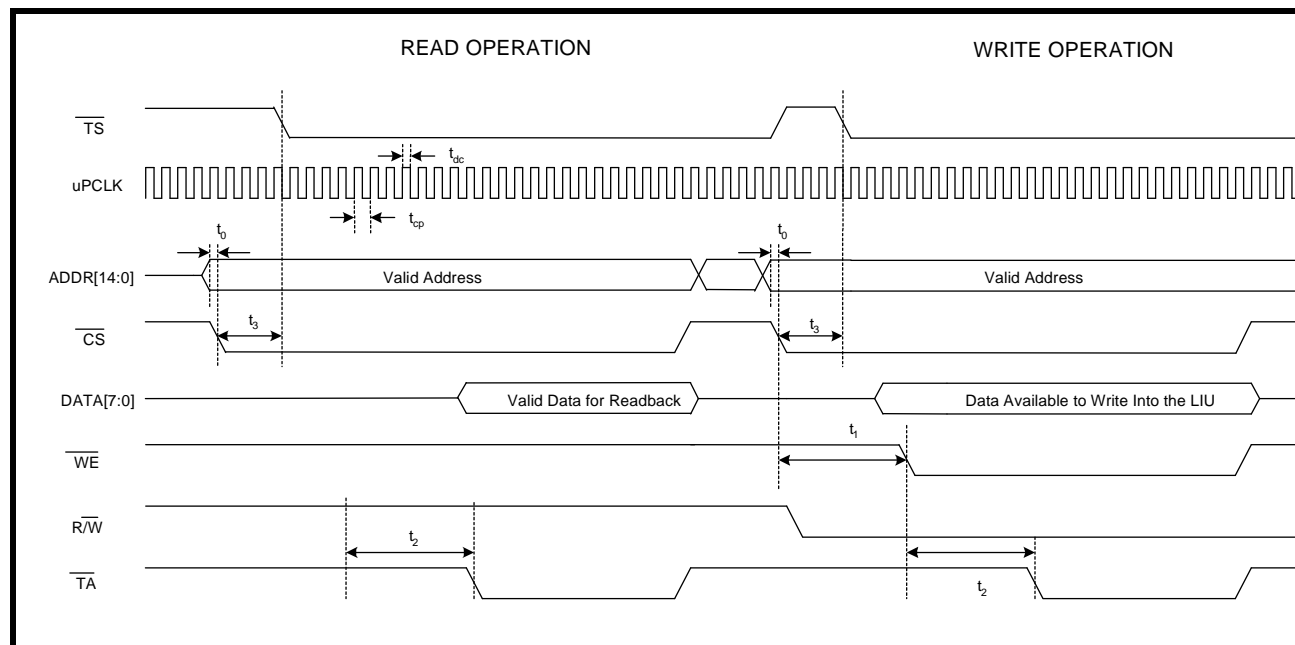 READ OPERATION WRITE OPERATION
TS
t_dc
uPCLK
t_cp
t_0 t_0
ADDR[14:0] Valid Address Valid Address
CS t_3 t_3
DATA[7:0] Valid Data for Readback Data Available to Write Into the LIU
t_1
WE
R/W
t_2
TA t_2